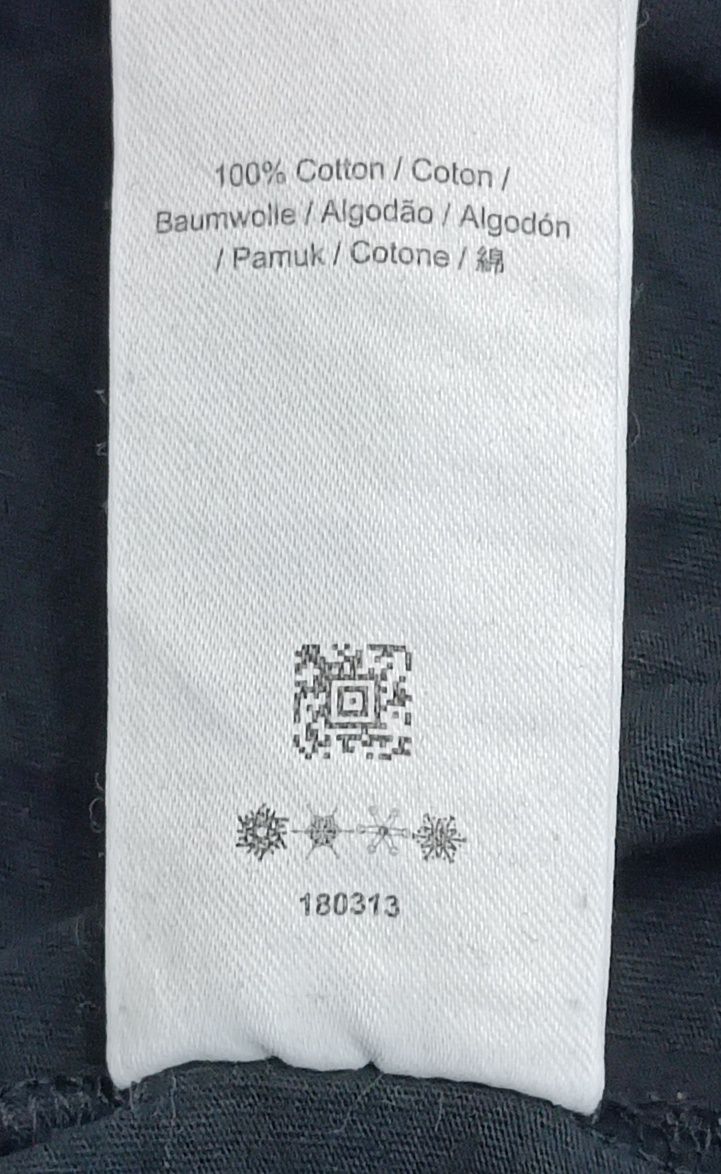 100% Cotton / Coton /
Baumwolle / Algodão / Algodón
/ Pamuk / Cotone / 綿
180313